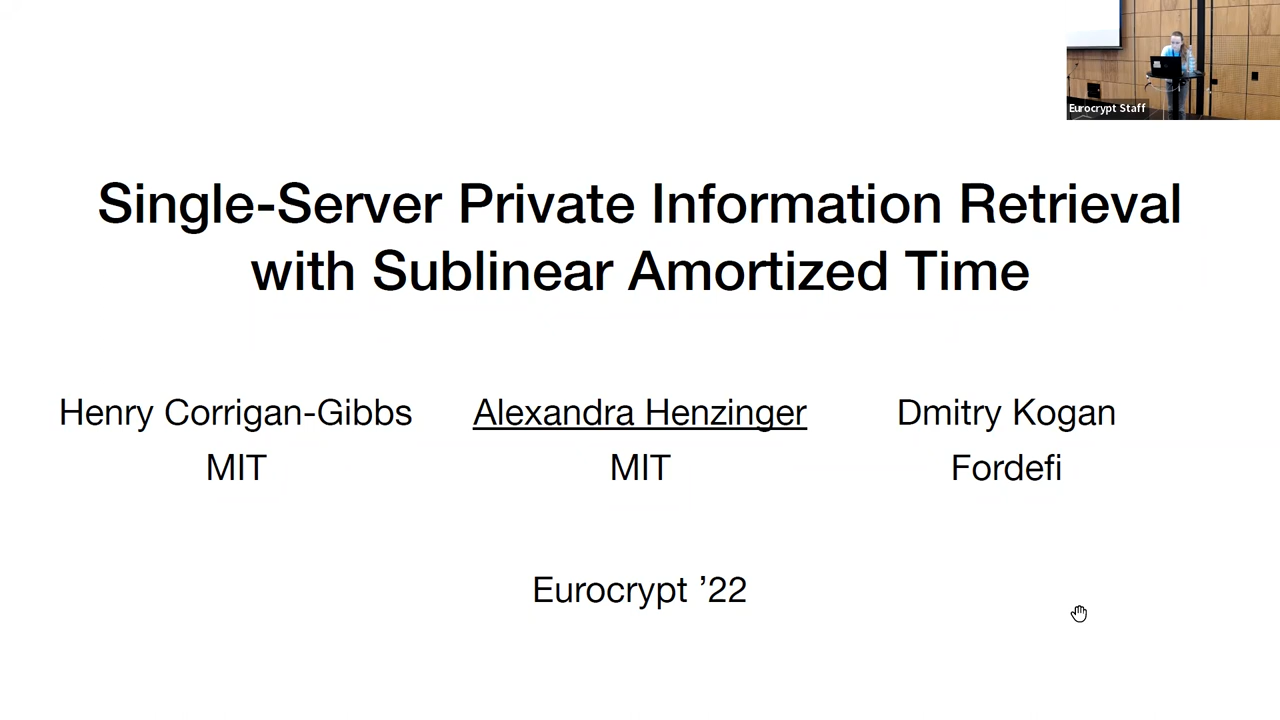 Eurocrypt Staff
Single-Server Private Information Retrieval
with Sublinear Amortized Time
Henry Corrigan-Gibbs
MIT
Alexandra Henzinger
MIT
Dmitry Kogan
Fordefi
Eurocrypt ’22